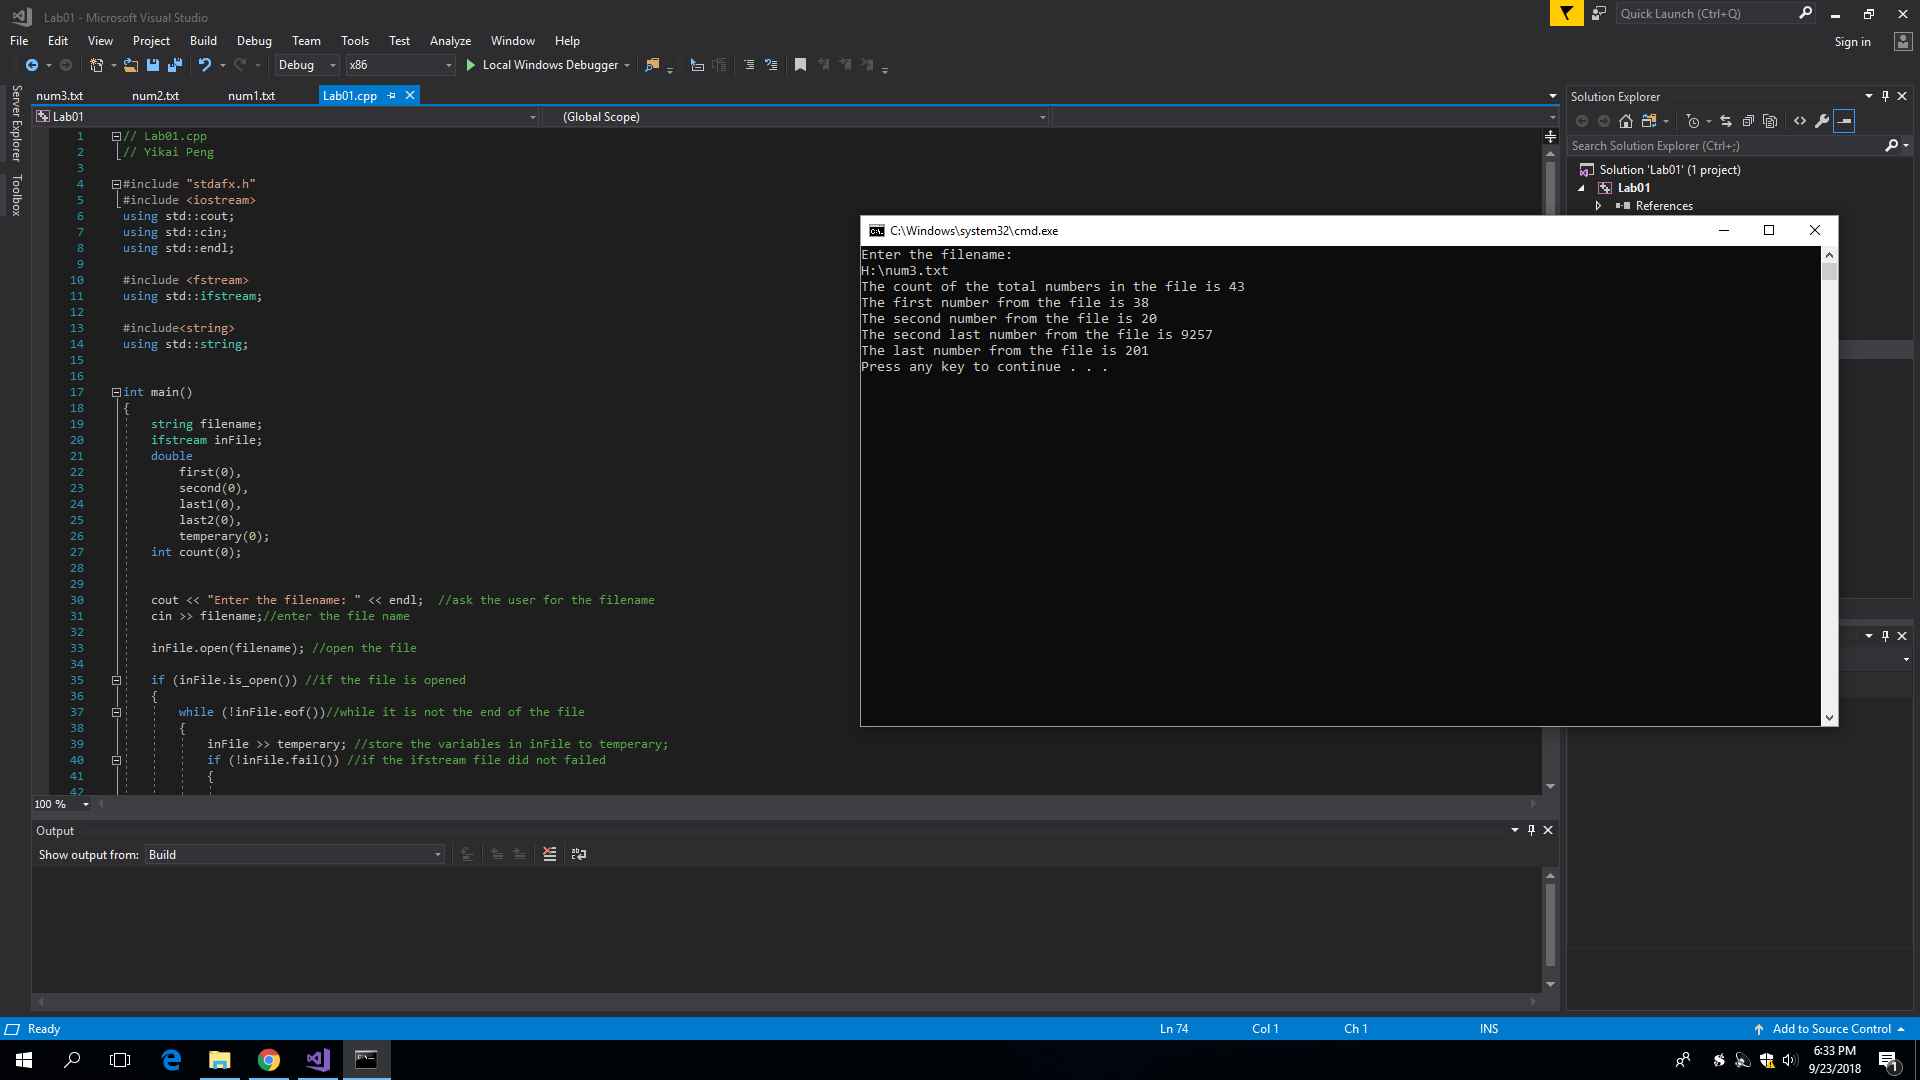 Lab01 - Microsoft Visual Studio
Quick Launch (Ctrl+Q)
File Edit View Project Build Debug Team Tools Test Analyze Window Help
Sign in
Debug x86 Local Windows Debugger
Server Explorer
Toolbox
num3.txt num2.txt num1.txt Lab01.cpp
Lab01 (Global Scope)
1 // Lab01.cpp
2 // Yikai Peng
3
4 #include "stdafx.h"
5 #include <iostream>
6 using std::cout;
7 using std::cin;
8 using std::endl;
9
10 #include <fstream>
11 using std::ifstream;
12
13 #include<string>
14 using std::string;
15
16
17 int main()
18 {
19 string filename;
20 ifstream inFile;
21 double
22 first(0),
23 second(0),
24 last1(0),
25 last2(0),
26 temperary(0);
27 int count(0);
28
29
30 cout << "Enter the filename: " << endl; //ask the user for the filename
31 cin >> filename;//enter the file name
32
33 inFile.open(filename); //open the file
34
35 if (inFile.is_open()) //if the file is opened
36 {
37 while (!inFile.eof())//while it is not the end of the file
38 {
39 inFile >> temperary; //store the variables in inFile to temperary;
40 if (!inFile.fail()) //if the ifstream file did not failed
41 {
42
100 %
Solution Explorer
Search Solution Explorer (Ctrl+;)
Solution 'Lab01' (1 project)
Lab01
References
C:\Windows\system32\cmd.exe
Enter the filename:
H:\num3.txt
The count of the total numbers in the file is 43
The first number from the file is 38
The second number from the file is 20
The second last number from the file is 9257
The last number from the file is 201
Press any key to continue . . .
Output
Show output from: Build
Ready Ln 74 Col 1 Ch 1 INS Add to Source Control
6:33 PM
9/23/2018
1